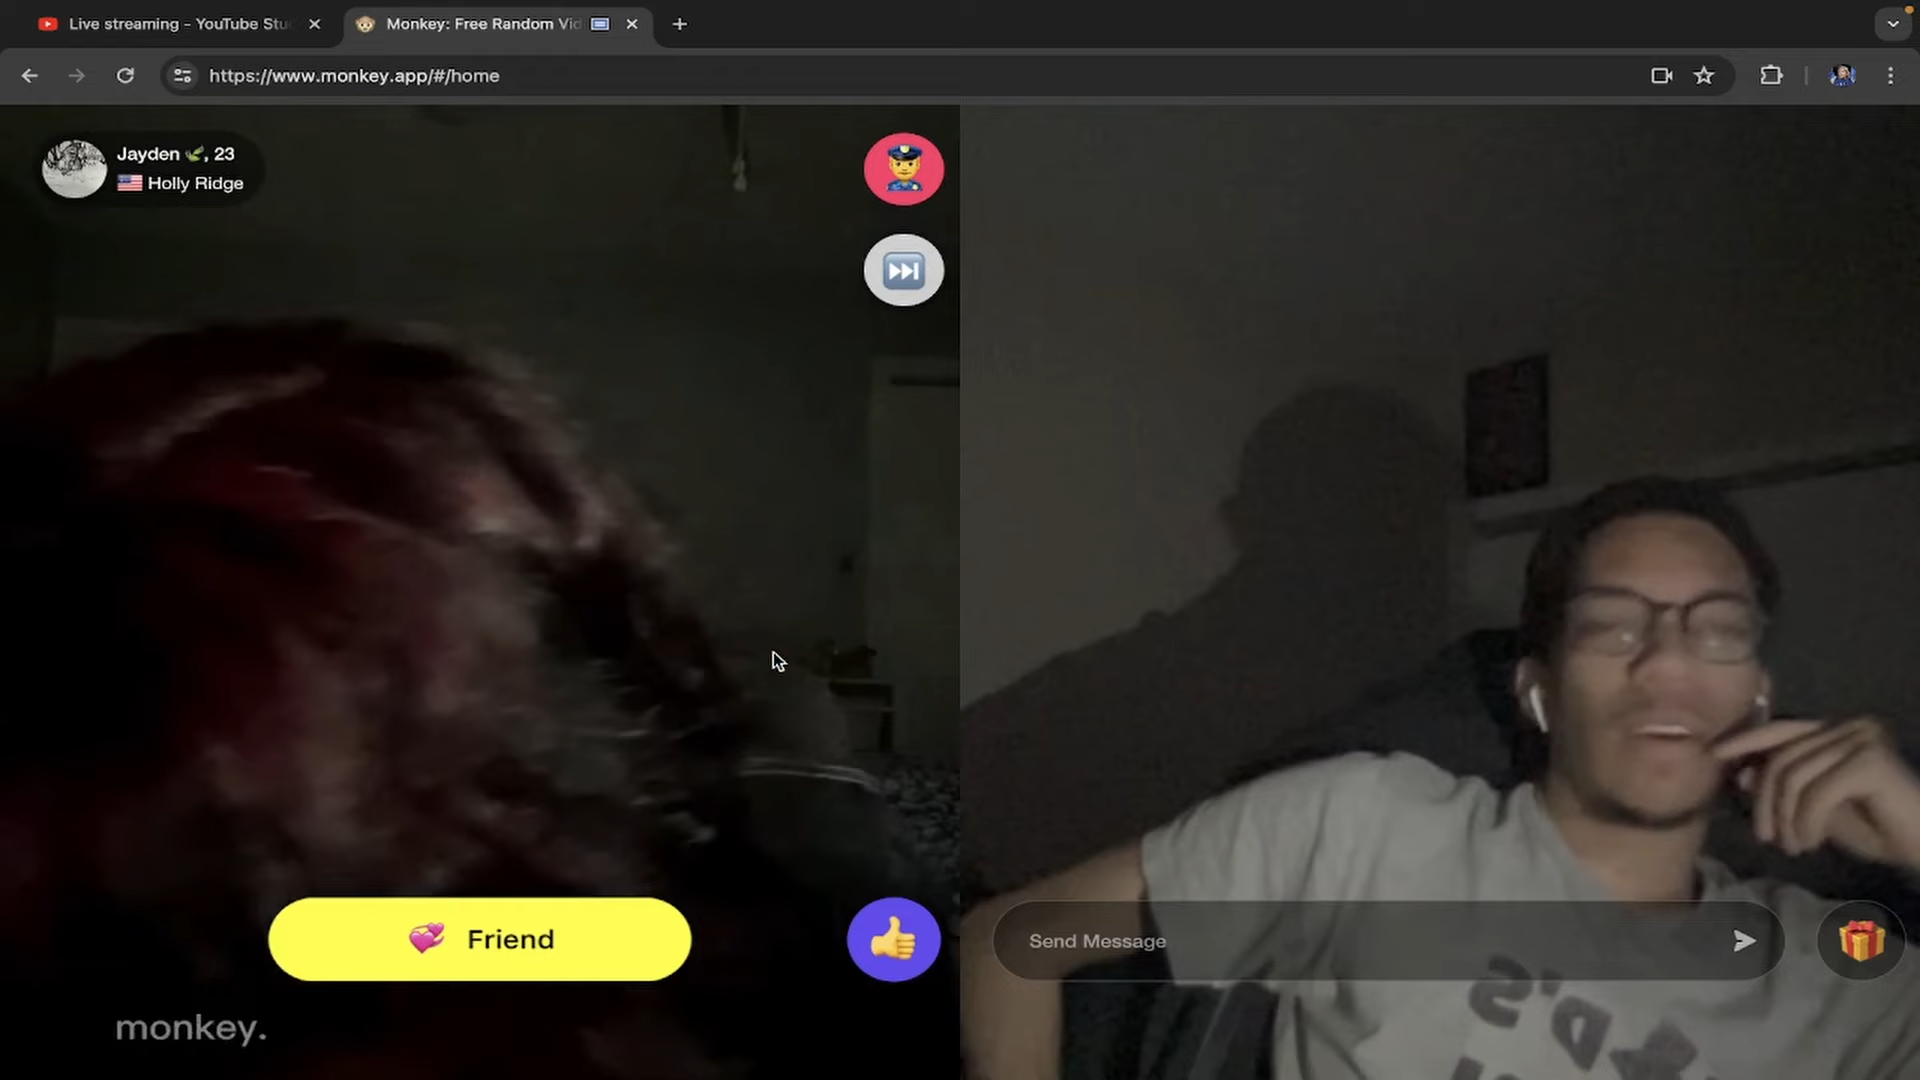 Live streaming - YouTube Stu
Monkey: Free Random Vid
https://www.monkey.app/#/home
Jayden 🌿, 23
Holly Ridge
💞 Friend
Send Message
monkey.